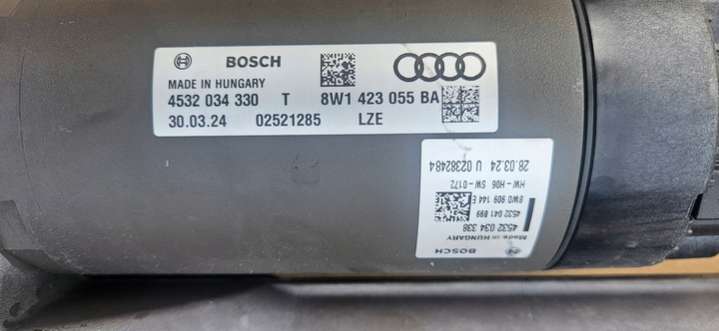 BOSCH
MADE IN HUNGARY
4532 034 330 T 8W1 423 055 BA
30.03.24 02521285 LZE
BOSCH
Made in HUNGARY
4532 034 338
4532 041 899
8W0 909 144 E
HW-H06 SW-0172
28.03.24 U 02382484